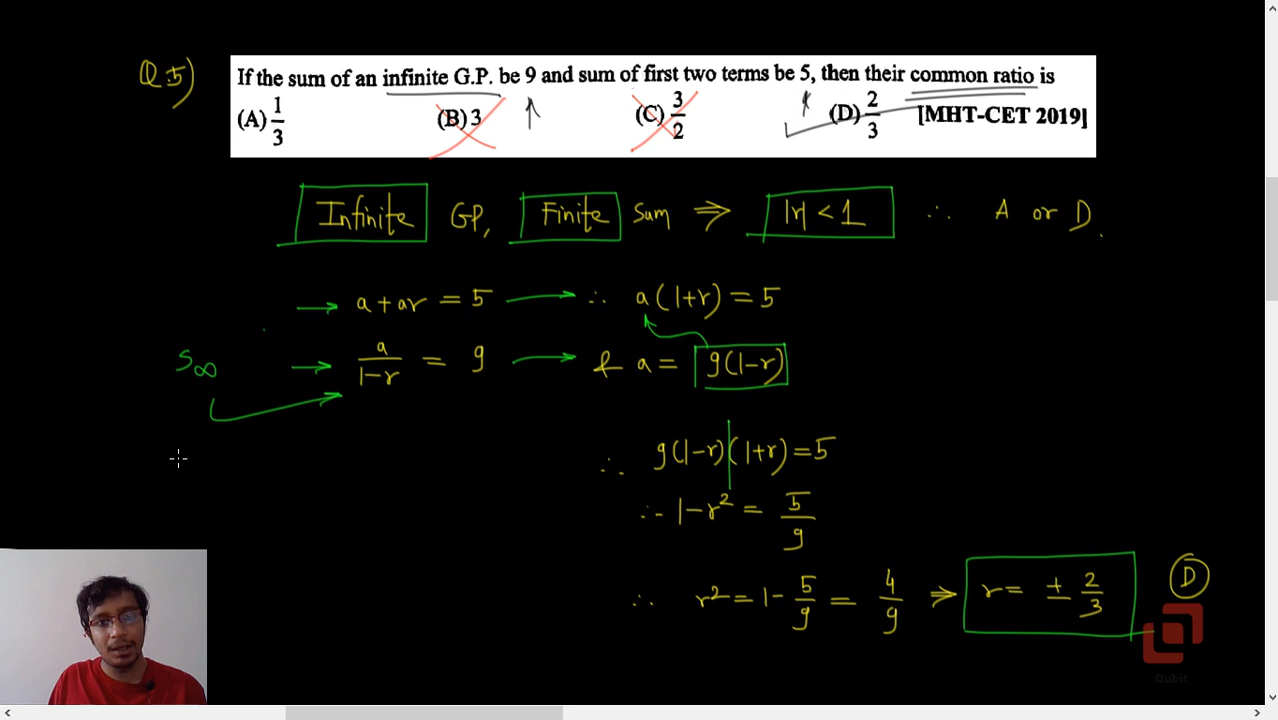 Q.5)
If the sum of an infinite G.P. be 9 and sum of first two terms be 5, then their common ratio is
(A) 1/3 (B) 3 (C) 3/2 (D) 2/3 [MHT-CET 2019]
Infinite GP, Finite Sum ⇒ |r| < 1 ∴ A or D.
→ a+ar = 5 → ∴ a(1+r) = 5
S∞ → a/(1-r) = 9 → & a = 9(1-r)
∴ 9(1-r)(1+r) = 5
∴ 1-r² = 5/9
∴ r² = 1 - 5/9 = 4/9 ⇒ r = ± 2/3 D
Qubit